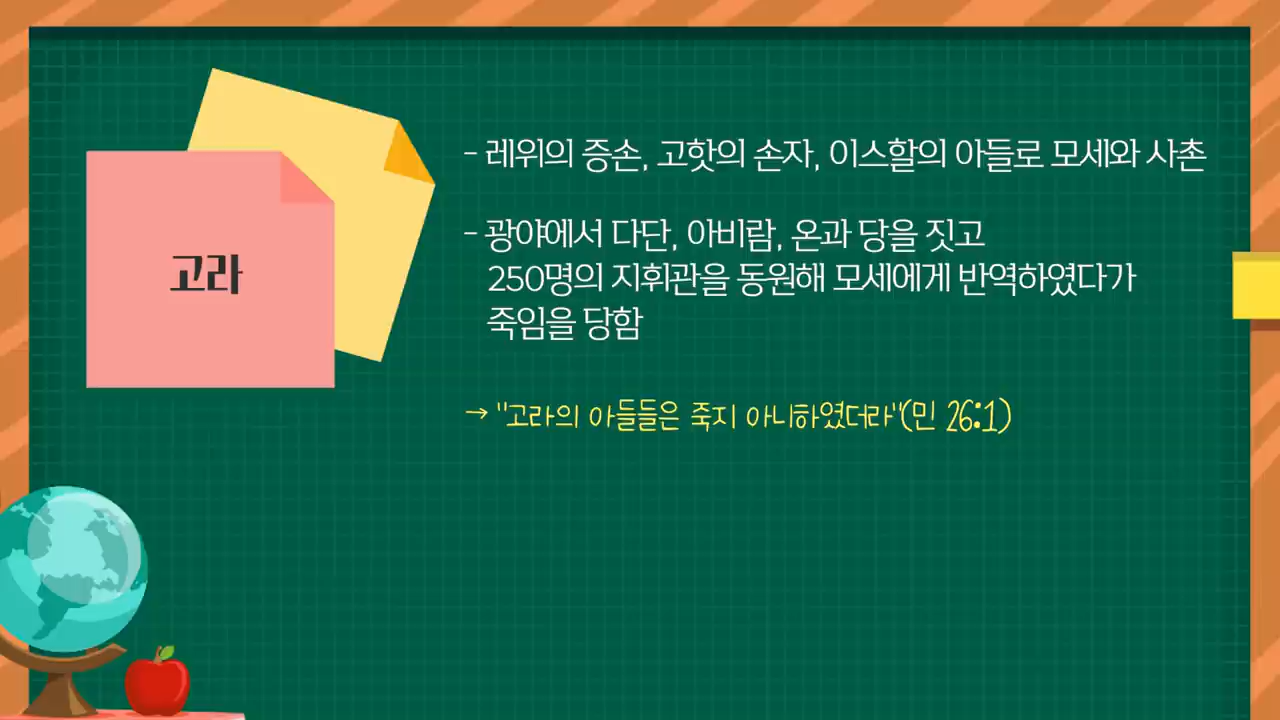 고라
- 레위의 증손, 고핫의 손자, 이스할의 아들로 모세와 사촌
- 광야에서 다단, 아비람, 온과 당을 짓고
250명의 지휘관을 동원해 모세에게 반역하였다가
죽임을 당함
→ "고라의 아들들은 죽지 아니하였더라"(민 26:1)